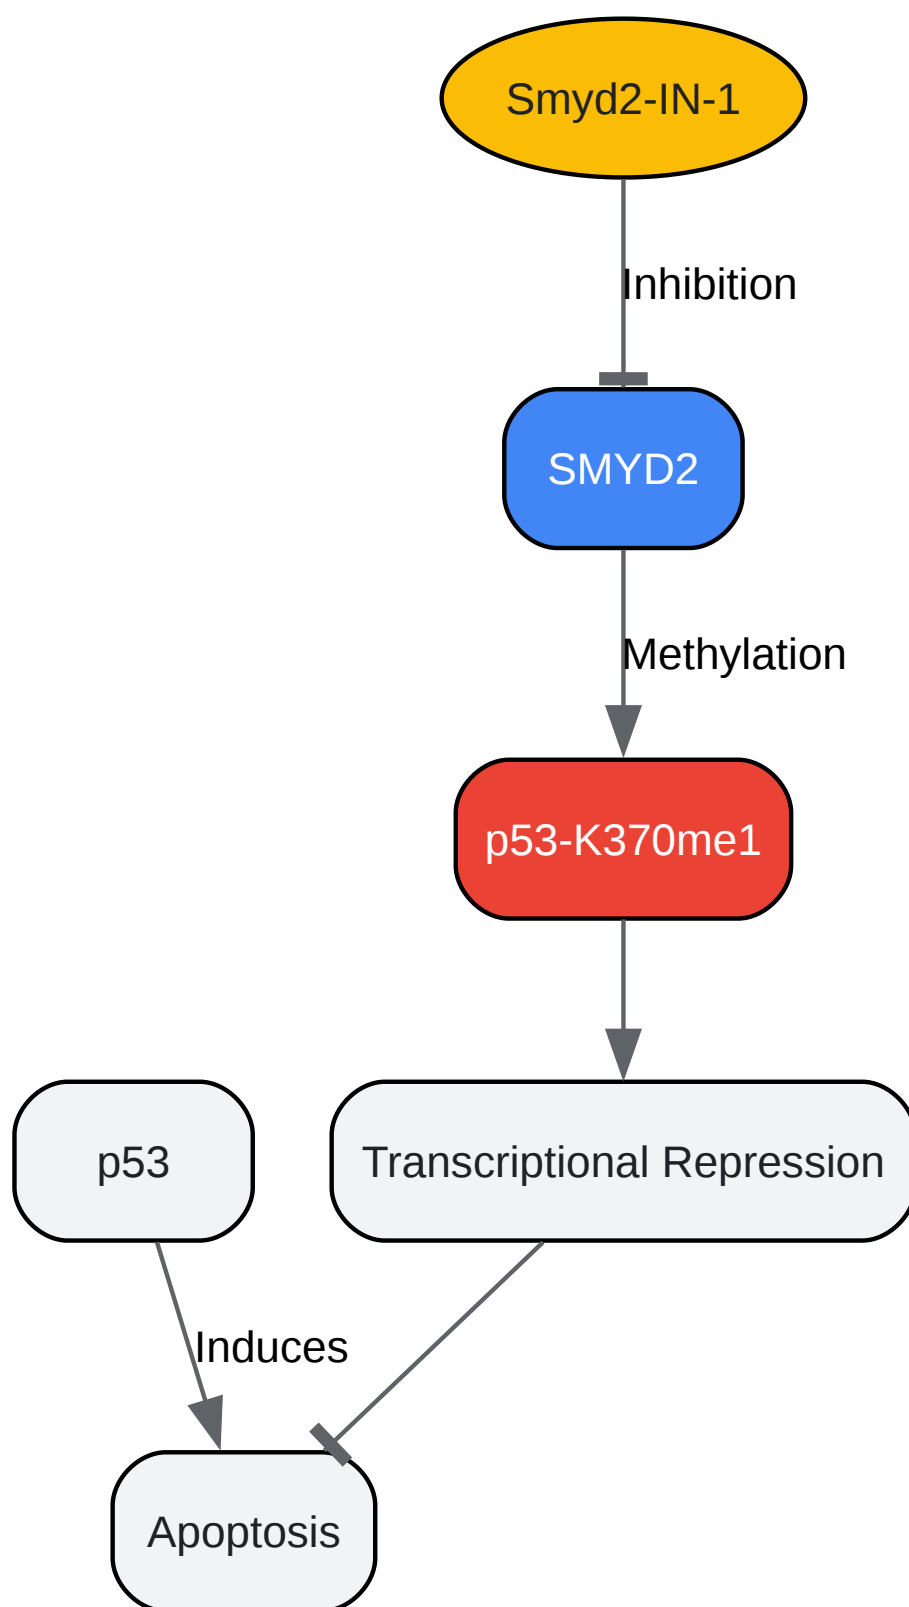 Smyd2-IN-1
Inhibition
SMYD2
Methylation
p53-K370me1
p53
Transcriptional Repression
Induces
Apoptosis